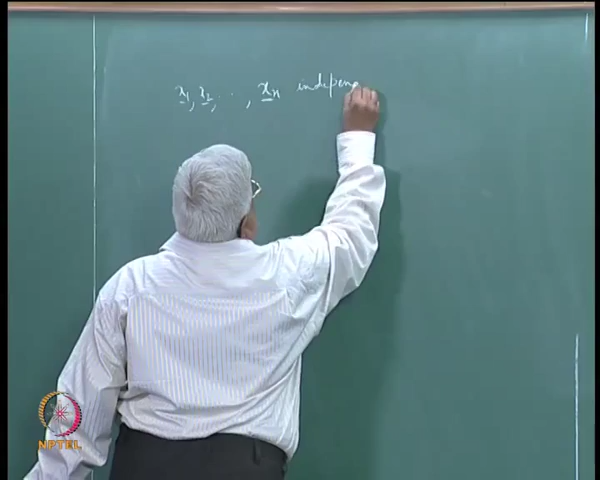 x1, x2, ..., xn indepen
NPTEL